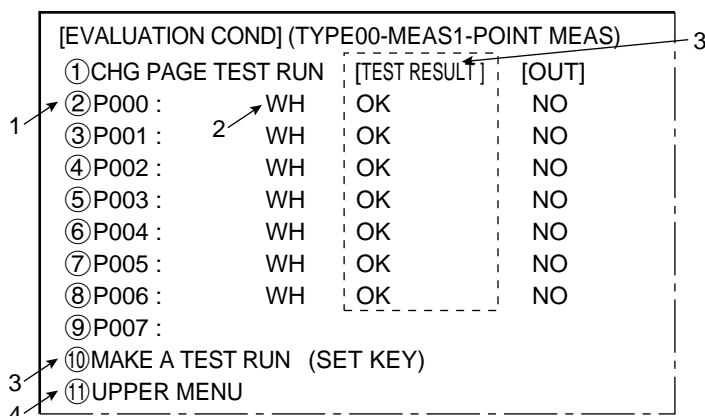 [EVALUATION COND] (TYPE00-MEAS1-POINT MEAS)
3
①CHG PAGE TEST RUN [TEST RESULT] [OUT]
1 ②P000 : 2 WH OK NO
③P001 : WH OK NO
④P002 : WH OK NO
⑤P003 : WH OK NO
⑥P004 : WH OK NO
⑦P005 : WH OK NO
⑧P006 : WH OK NO
⑨P007 :
3 ⑩MAKE A TEST RUN (SET KEY)
4 ⑪UPPER MENU